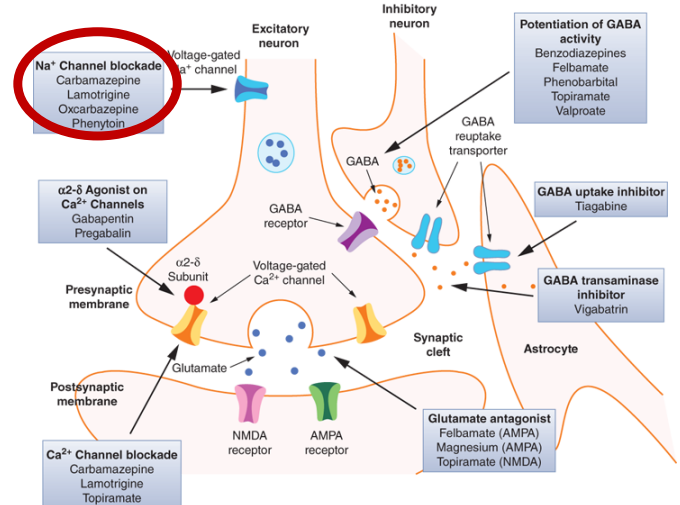 Excitatory
neuron
Inhibitory
neuron
Na⁺ Channel blockade
Carbamazepine
Lamotrigine
Oxcarbazepine
Phenytoin
Voltage-gated
channel
Potentiation of GABA
activity
Benzodiazepines
Felbamate
Phenobarbital
Topiramate
Valproate
GABA
reuptake
transporter
GABA
α2-δ Agonist on
Ca²⁺ Channels
Gabapentin
Pregabalin
GABA
receptor
GABA uptake inhibitor
Tiagabine
α2-δ
Subunit
Voltage-gated
Ca²⁺ channel
Presynaptic
membrane
GABA transaminase
inhibitor
Vigabatrin
Synaptic
cleft
Astrocyte
Glutamate
Postsynaptic
membrane
NMDA
receptor
AMPA
receptor
Glutamate antagonist
Felbamate (AMPA)
Magnesium (AMPA)
Topiramate (NMDA)
Ca²⁺ Channel blockade
Carbamazepine
Lamotrigine
Topiramate